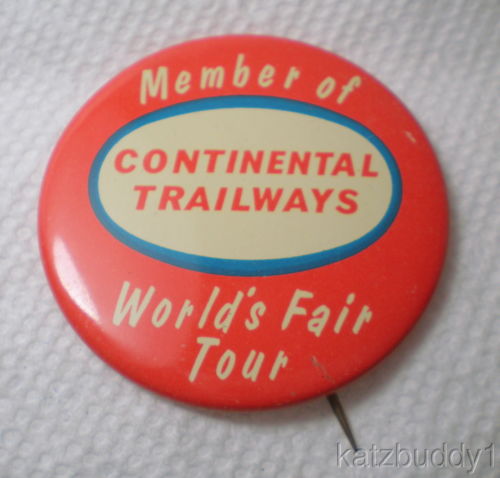 Member of
CONTINENTAL
TRAILWAYS
World's Fair
Tour
katzbuddy1